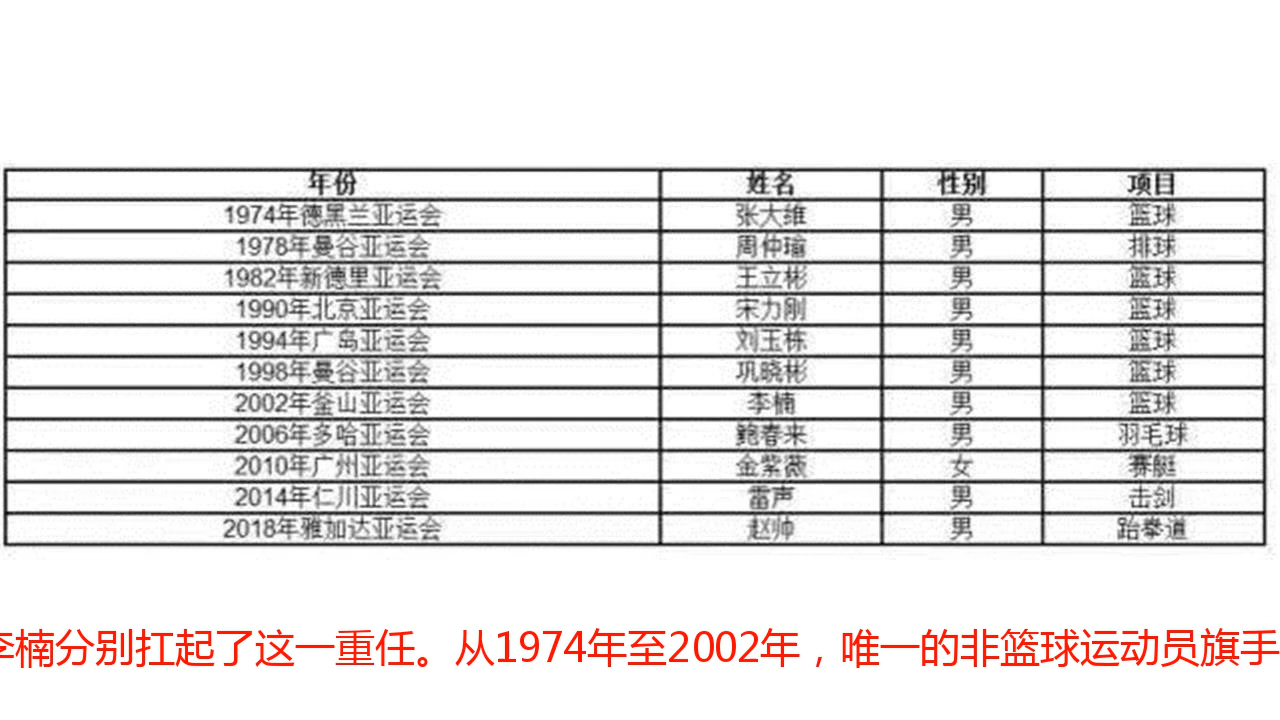 年份 姓名 性别 项目
1974年德黑兰亚运会 张大维 男 篮球
1978年曼谷亚运会 周仲瑜 男 排球
1982年新德里亚运会 王立彬 男 篮球
1990年北京亚运会 宋力刚 男 篮球
1994年广岛亚运会 刘玉栋 男 篮球
1998年曼谷亚运会 巩晓彬 男 篮球
2002年釜山亚运会 李楠 男 篮球
2006年多哈亚运会 鲍春来 男 羽毛球
2010年广州亚运会 金紫薇 女 赛艇
2014年仁川亚运会 雷声 男 击剑
2018年雅加达亚运会 赵帅 男 跆拳道
李楠分别扛起了这一重任。从1974年至2002年，唯一的非篮球运动员旗手